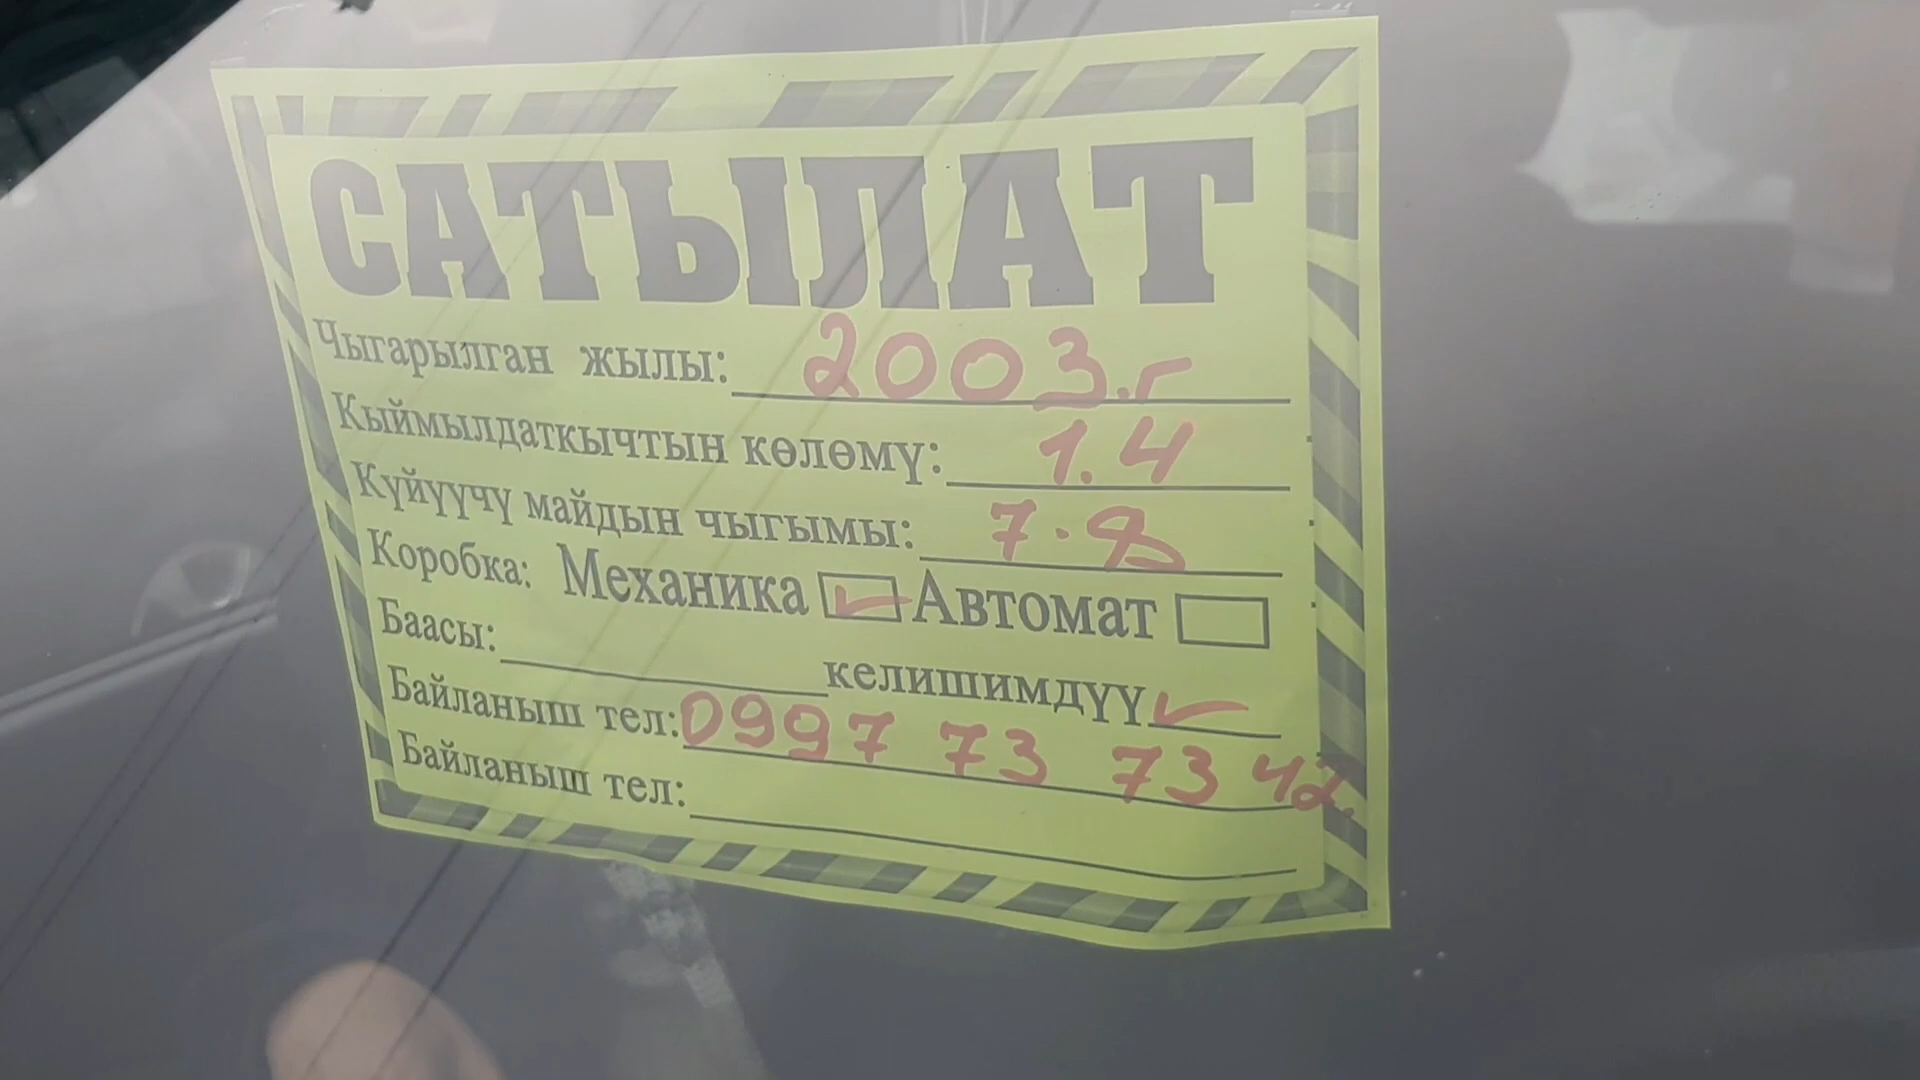 САТЫЛАТ
Чыгарылган жылы: 2003.г
Кыймылдаткычтын көлөмү: 1.4
Күйүүчү майдын чыгымы: 7.8
Коробка: Механика ✓ Автомат
Баасы: келишимдүү ✓
Байланыш тел: 0997 73 73 42.
Байланыш тел: